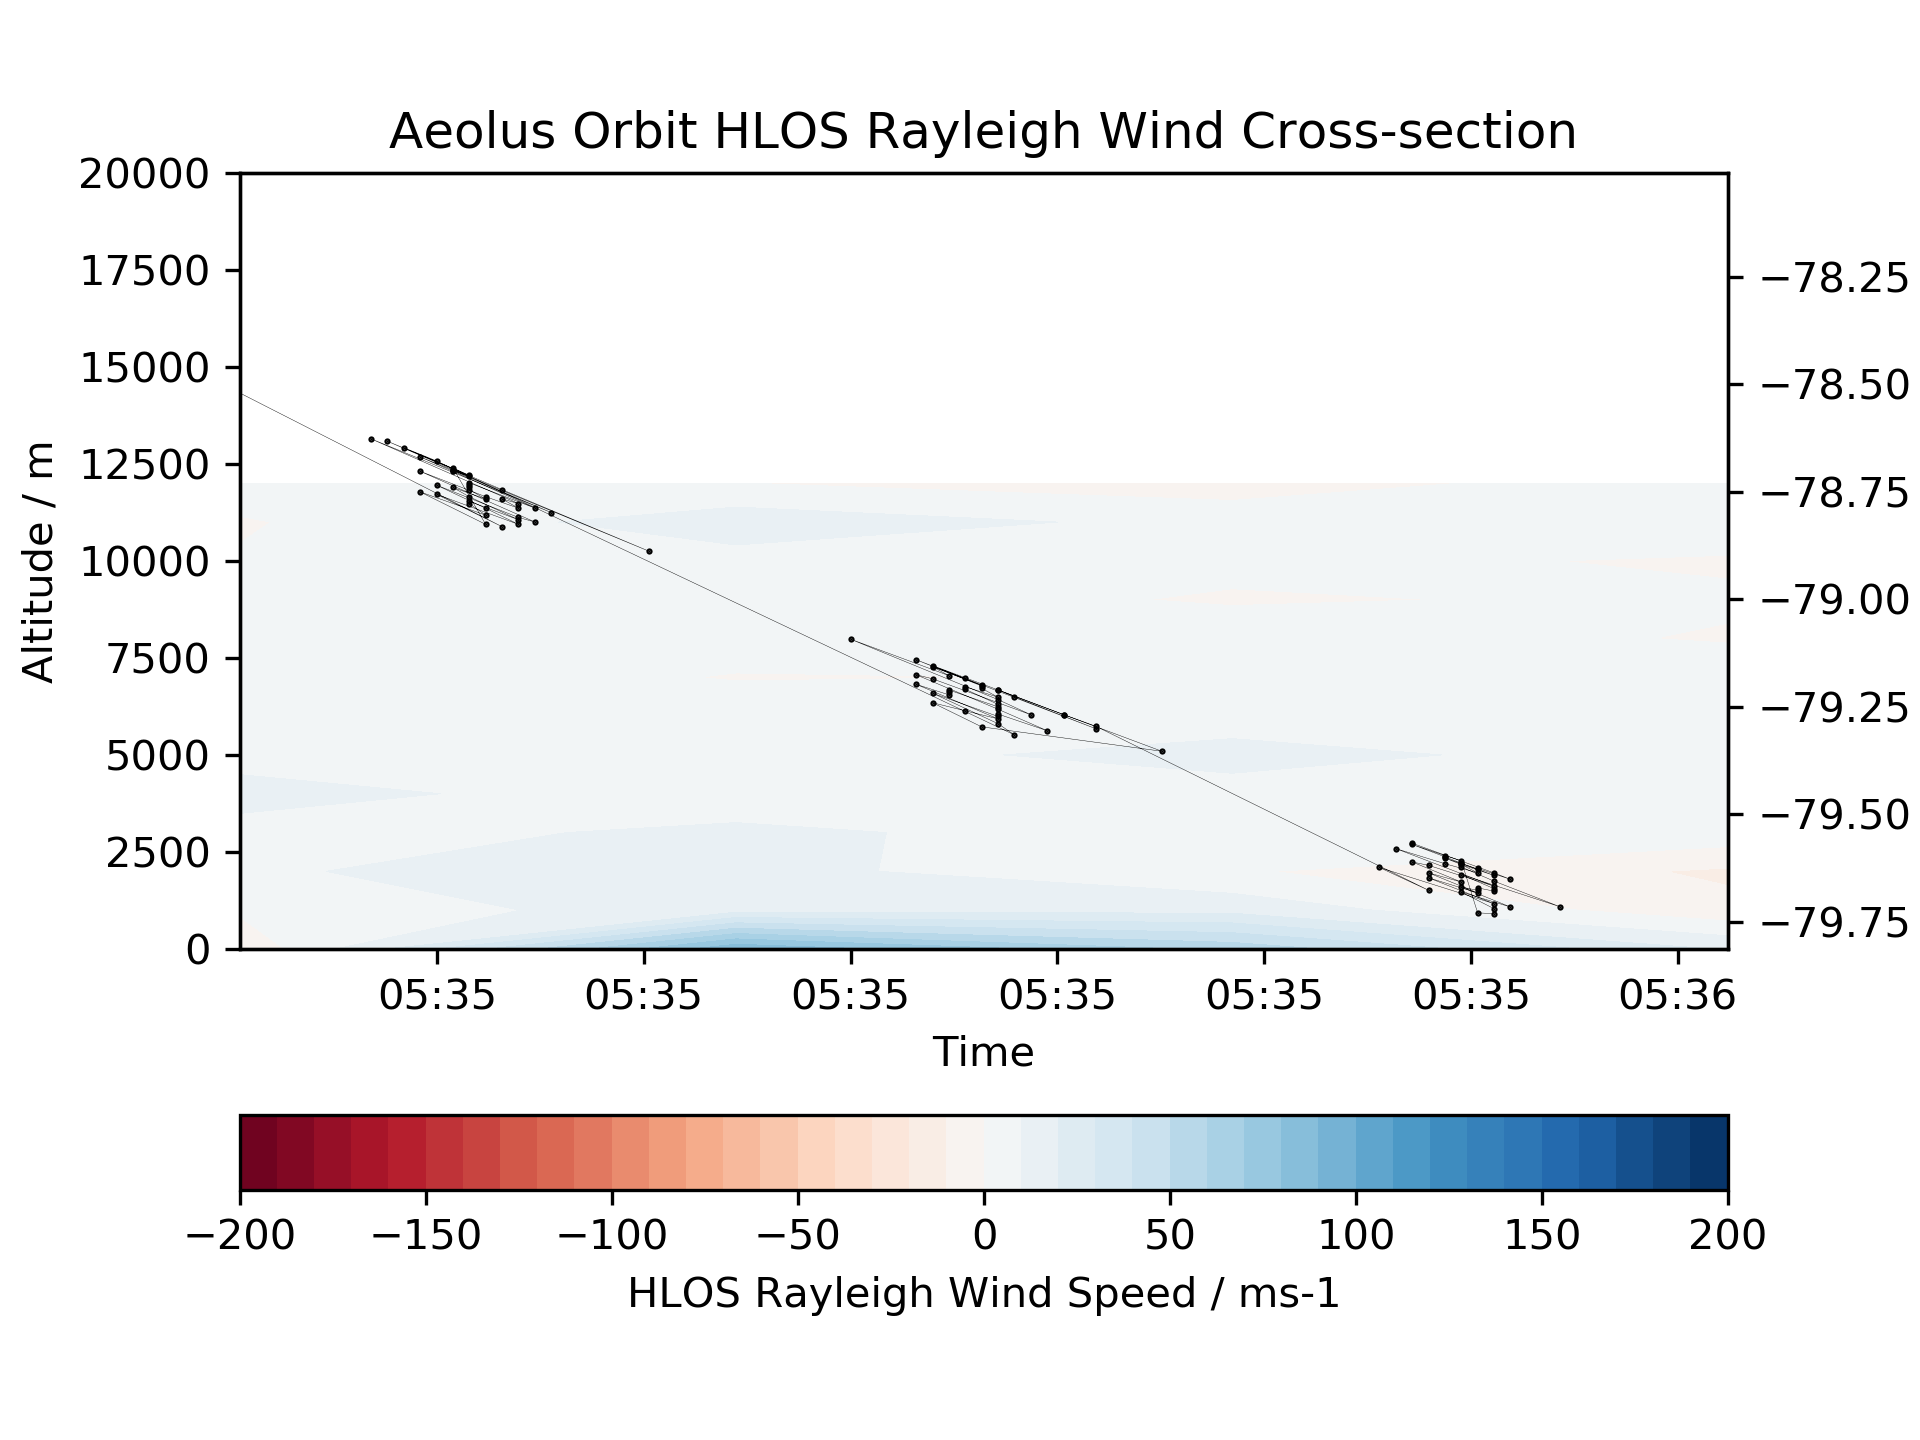 Aeolus Orbit HLOS Rayleigh Wind Cross-section
20000
17500
15000
12500
10000
7500
5000
2500
0
Altitude / m
−78.25
−78.50
−78.75
−79.00
−79.25
−79.50
−79.75
05:35 05:35 05:35 05:35 05:35 05:35 05:36
Time
−200 −150 −100 −50 0 50 100 150 200
HLOS Rayleigh Wind Speed / ms-1